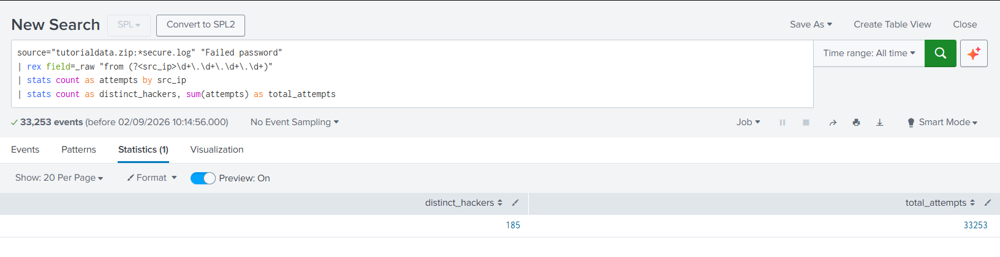 New Search SPL Convert to SPL2 Save As Create Table View Close
source="tutorialdata.zip:*secure.log" "Failed password"
| rex field=_raw "from (?<src_ip>\d+\.\d+\.\d+\.\d+)"
| stats count as attempts by src_ip
| stats count as distinct_hackers, sum(attempts) as total_attempts
Time range: All time
33,253 events (before 02/09/2026 10:14:56.000) No Event Sampling Job Smart Mode
Events Patterns Statistics (1) Visualization
Show: 20 Per Page Format Preview: On
distinct_hackers total_attempts
185 33253